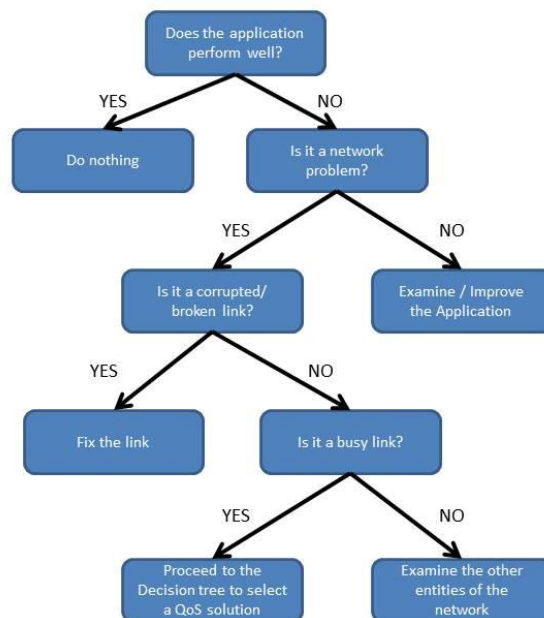 Does the application
perform well?
YES
NO
Do nothing
Is it a network
problem?
YES
NO
Is it a corrupted/
broken link?
Examine / Improve
the Application
YES
NO
Fix the link
Is it a busy link?
YES
NO
Proceed to the
Decision tree to select
a QoS solution
Examine the other
entities of the
network